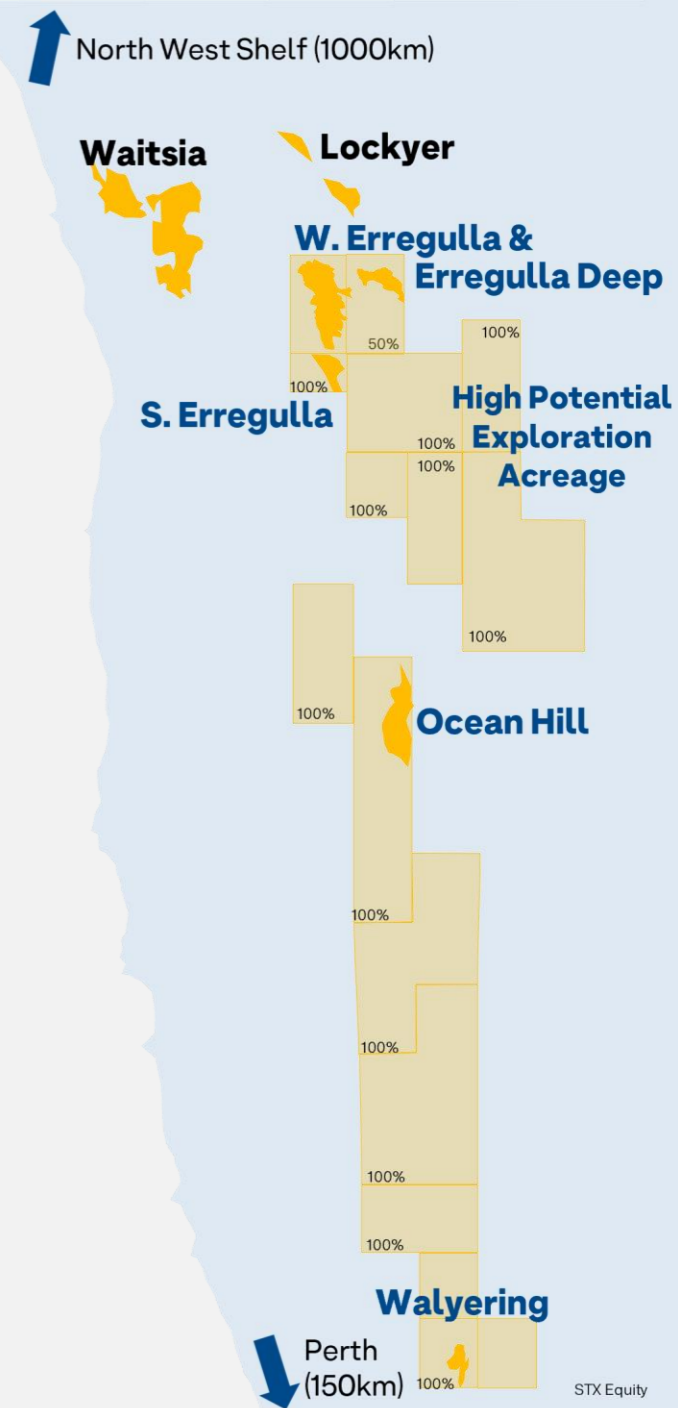 North West Shelf (1000km)
Waitsia
Lockyer
W. Erregulla &
Erregulla Deep
50%
100%
100%
S. Erregulla
High Potential
Exploration
Acreage
100%
100%
100%
100%
100%
Ocean Hill
100%
100%
100%
100%
Walyering
Perth
(150km)
100%
STX Equity